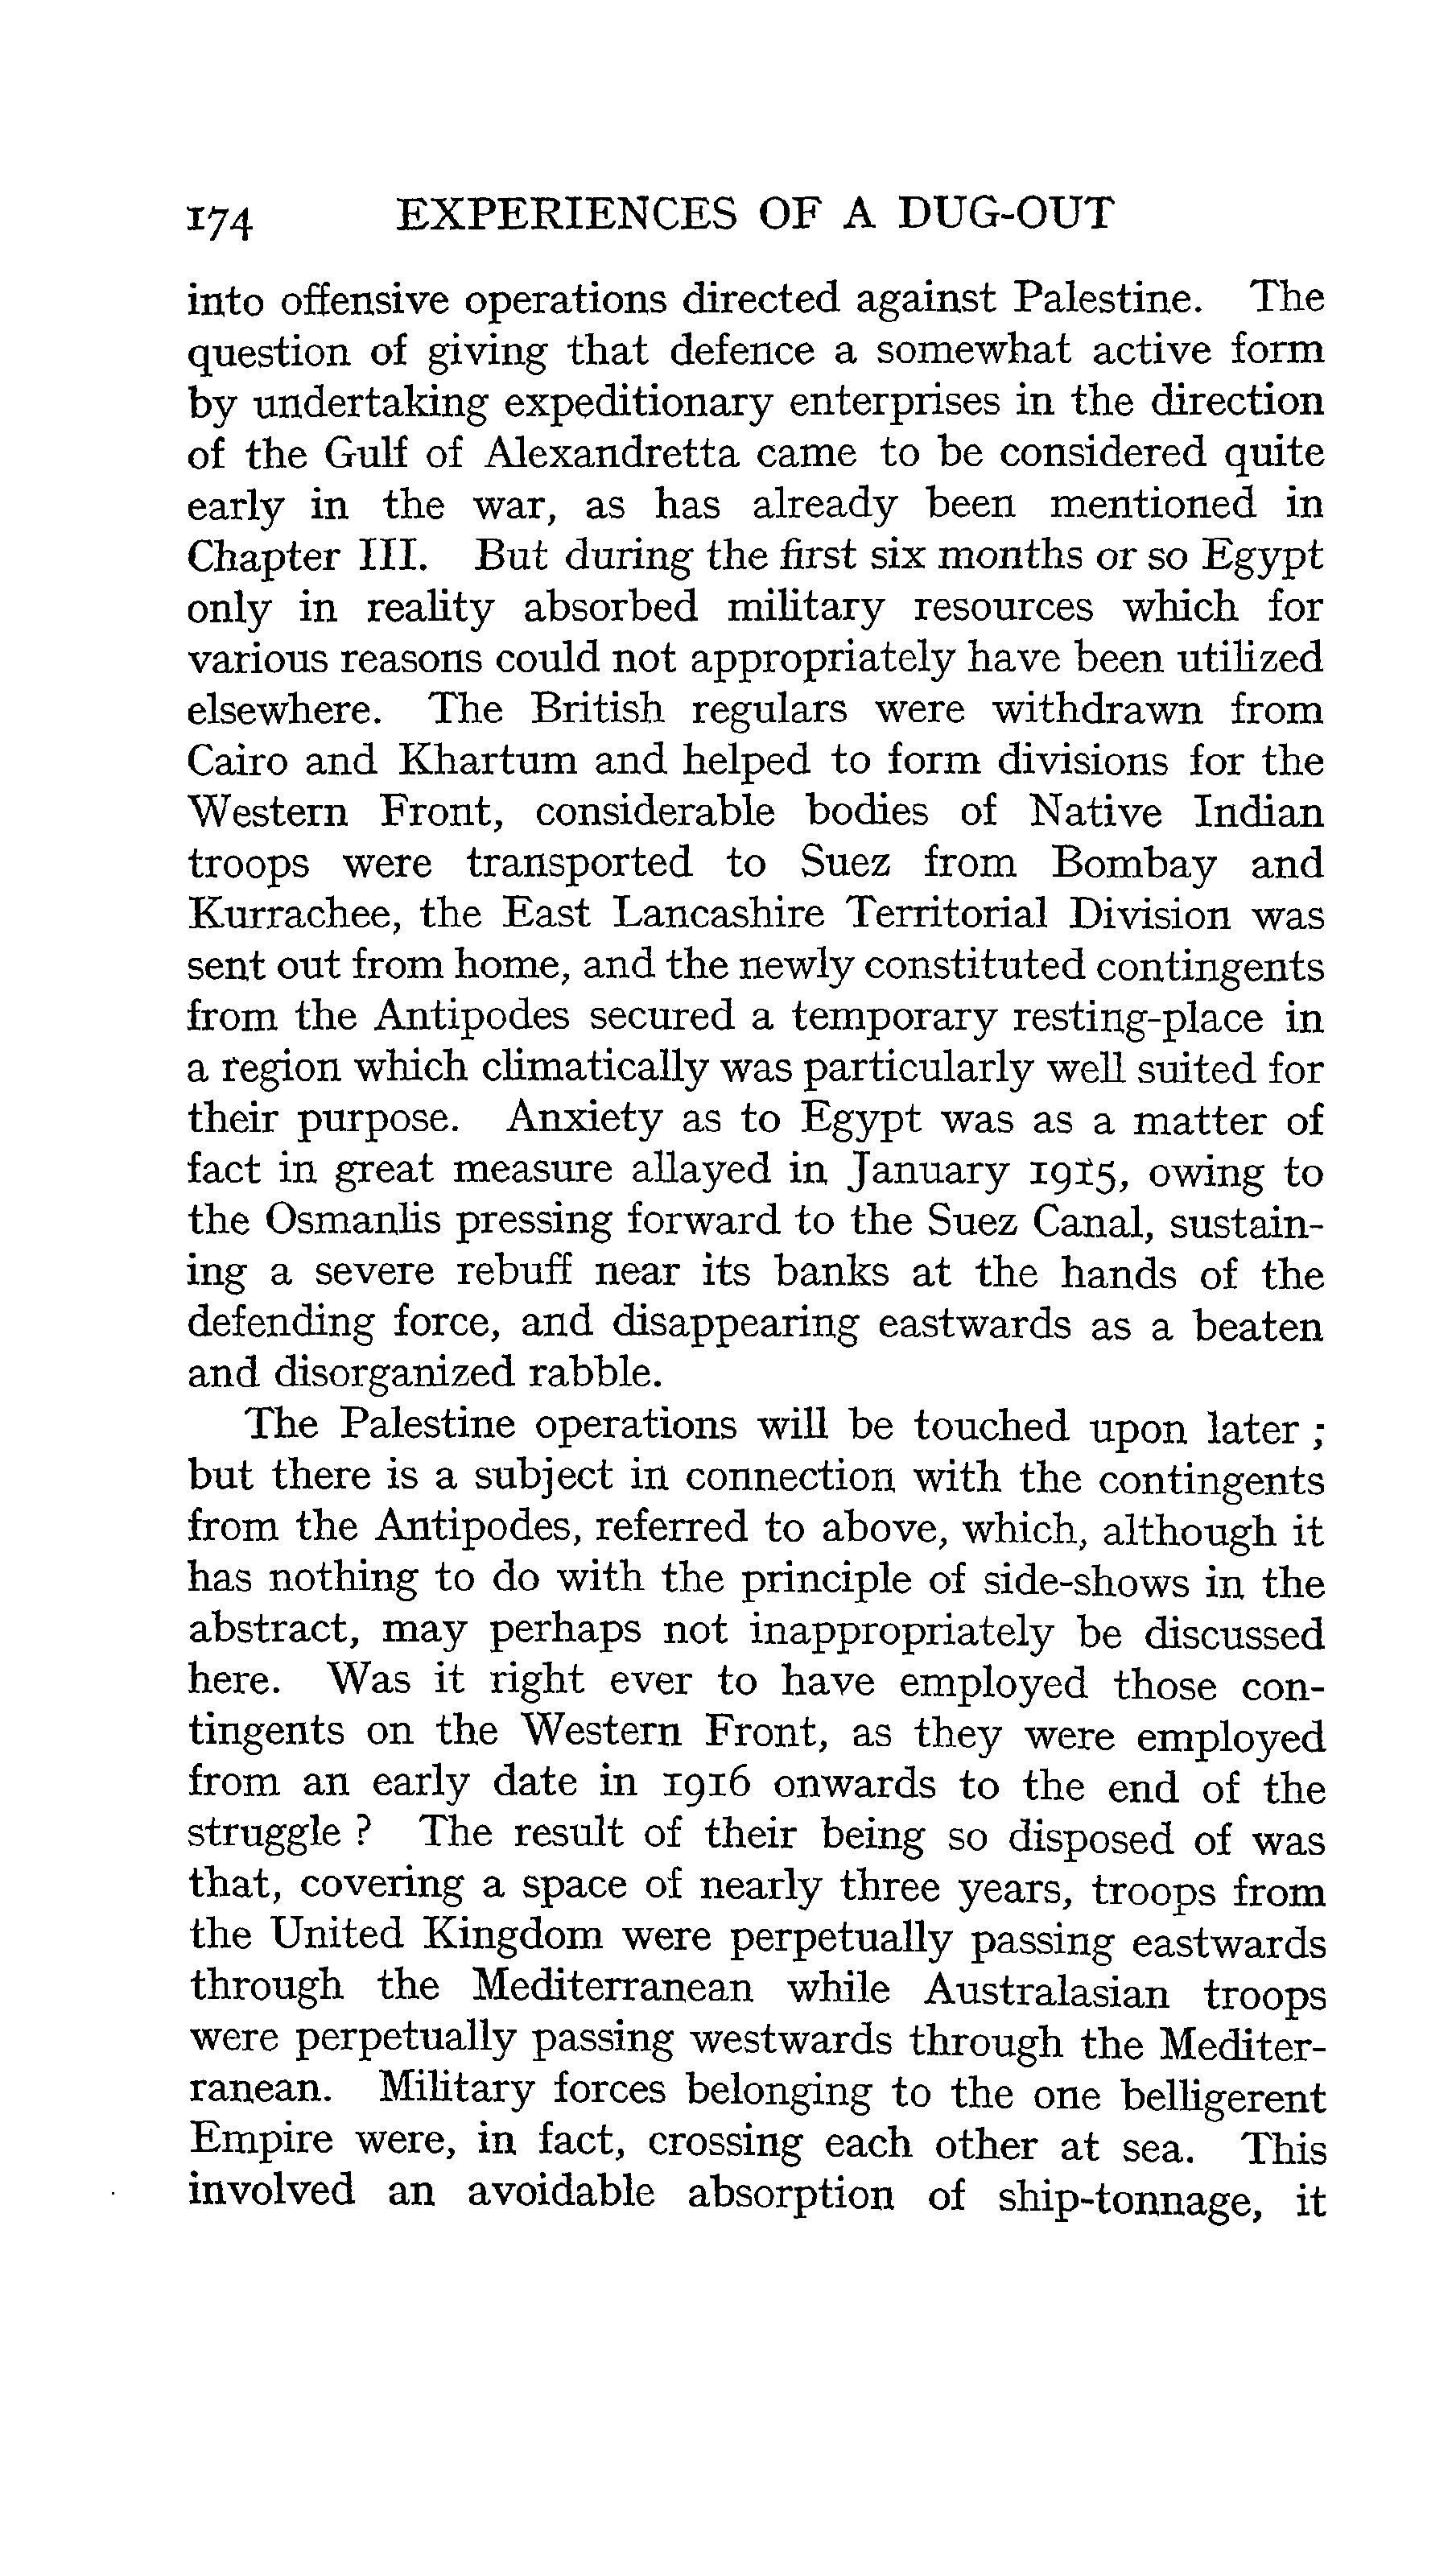 174 EXPERIENCES OF A DUG-OUT
into offensive operations directed against Palestine. The
question of giving that defence a somewhat active form
by undertaking expeditionary enterprises in the direction
of the Gulf of Alexandretta came to be considered quite
early in the war, as has already been mentioned in
Chapter III. But during the first six months or so Egypt
only in reality absorbed military resources which for
various reasons could not appropriately have been utilized
elsewhere. The British regulars were withdrawn from
Cairo and Khartum and helped to form divisions for the
Western Front, considerable bodies of Native Indian
troops were transported to Suez from Bombay and
Kurrachee, the East Lancashire Territorial Division was
sent out from home, and the newly constituted contingents
from the Antipodes secured a temporary resting-place in
a region which climatically was particularly well suited for
their purpose. Anxiety as to Egypt was as a matter of
fact in great measure allayed in January 1915, owing to
the Osmanlis pressing forward to the Suez Canal, sustain-
ing a severe rebuff near its banks at the hands of the
defending force, and disappearing eastwards as a beaten
and disorganized rabble.
The Palestine operations will be touched upon later ;
but there is a subject in connection with the contingents
from the Antipodes, referred to above, which, although it
has nothing to do with the principle of side-shows in the
abstract, may perhaps not inappropriately be discussed
here. Was it right ever to have employed those con-
tingents on the Western Front, as they were employed
from an early date in 1916 onwards to the end of the
struggle ? The result of their being so disposed of was
that, covering a space of nearly three years, troops from
the United Kingdom were perpetually passing eastwards
through the Mediterranean while Australasian troops
were perpetually passing westwards through the Mediter-
ranean. Military forces belonging to the one belligerent
Empire were, in fact, crossing each other at sea. This
involved an avoidable absorption of ship-tonnage, it